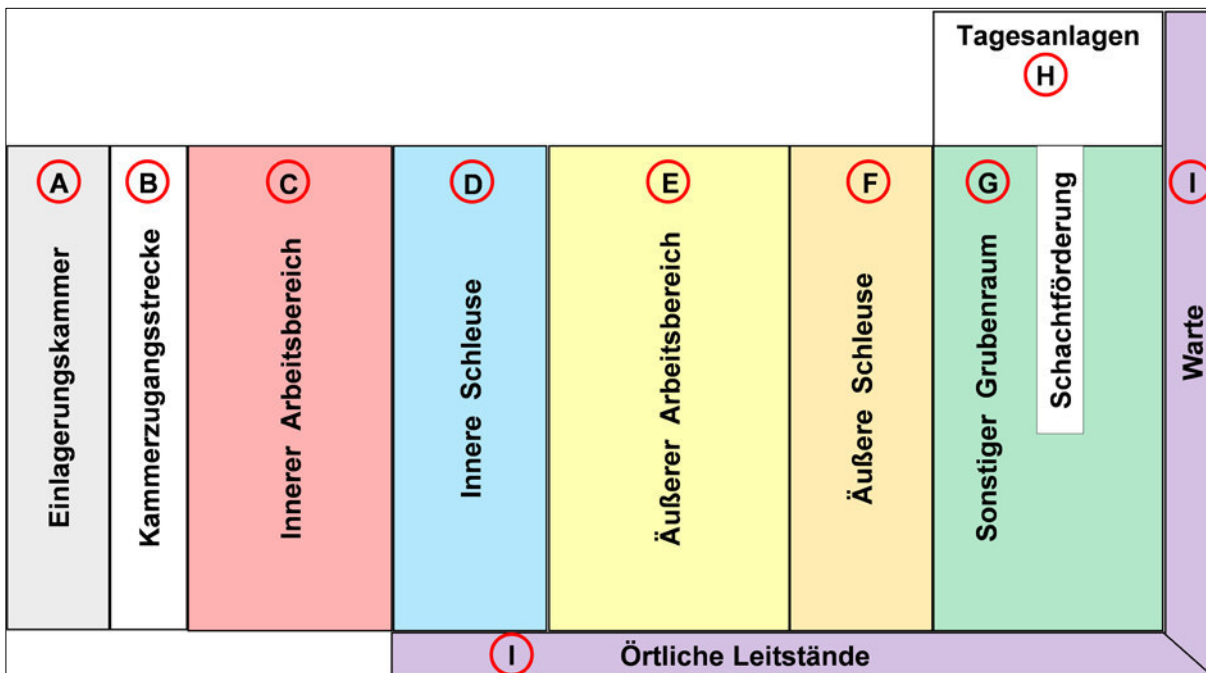 Tagesanlagen
H
A
Einlagerungskammer
B
Kammerzugangsstrecke
C
Innerer Arbeitsbereich
D
Innere Schleuse
E
Äußerer Arbeitsbereich
F
Äußere Schleuse
G
Sonstiger Grubenraum
Schachtförderung
I
Warte
I
Örtliche Leitstände